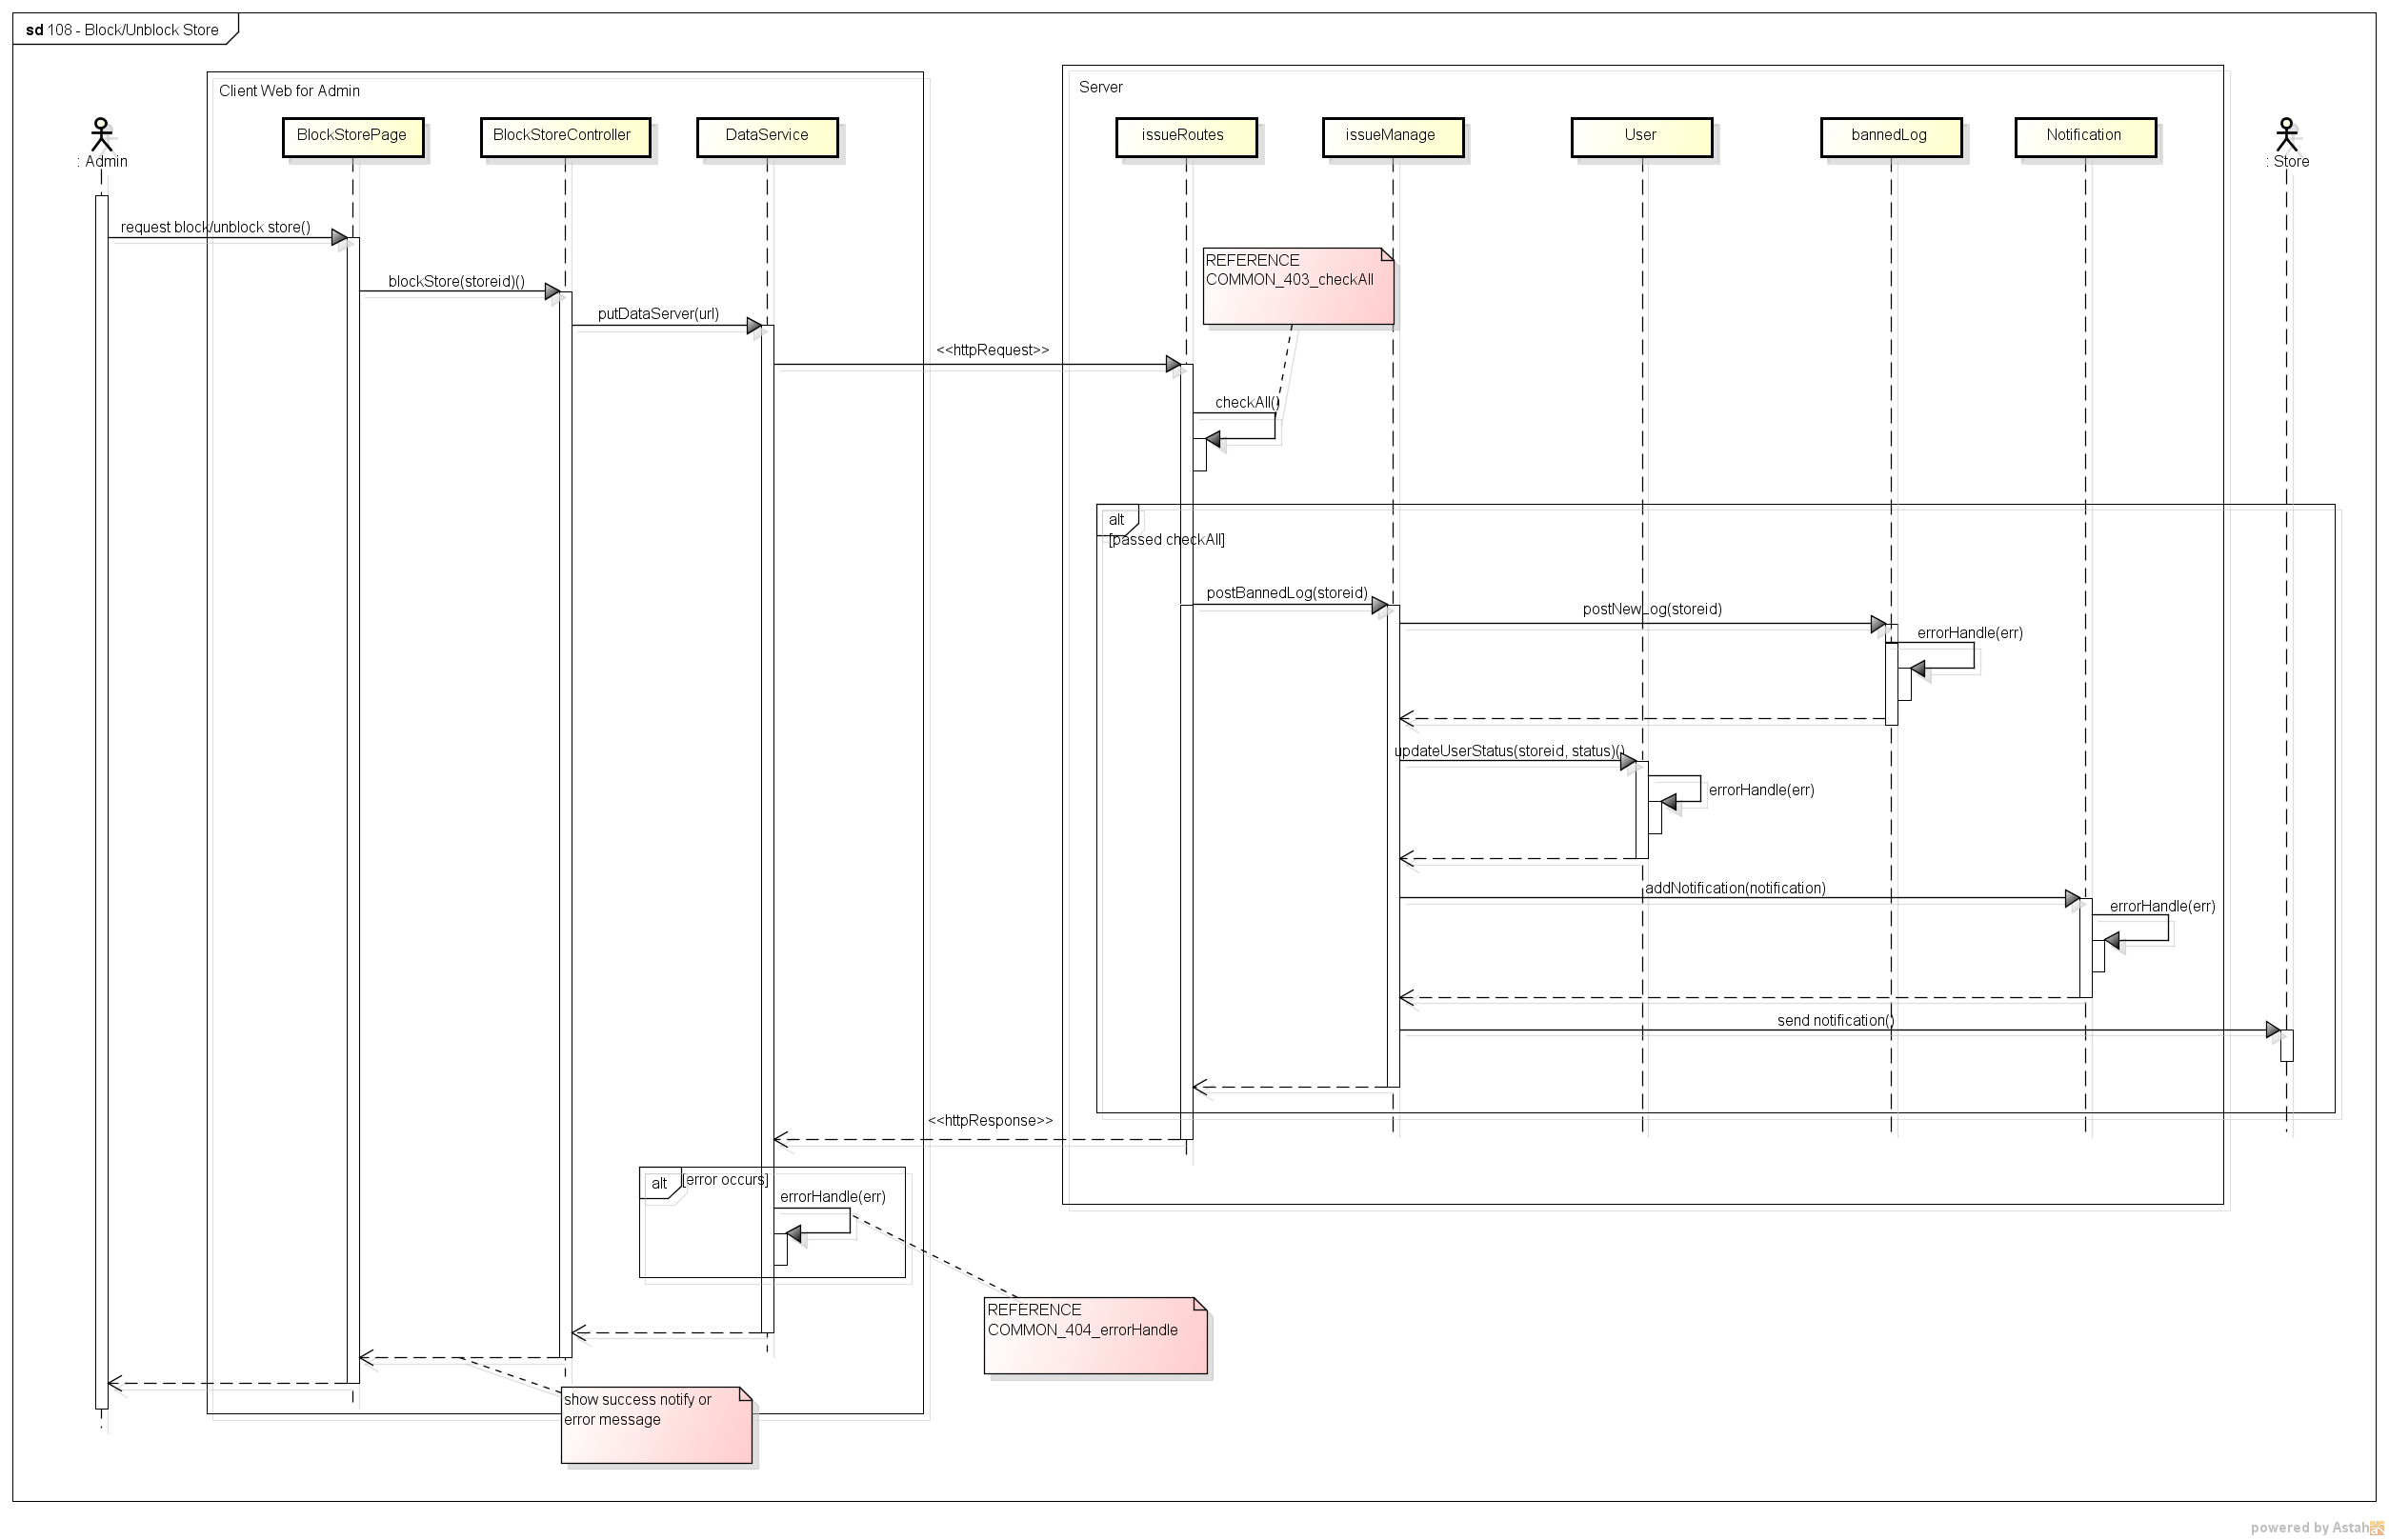 sd 108 - Block/Unblock Store
Client Web for Admin
Server
: Admin
BlockStorePage
BlockStoreController
DataService
issueRoutes
issueManage
User
bannedLog
Notification
: Store
request block/unblock store()
blockStore(storeid)()
putDataServer(url)
<<httpRequest>>
REFERENCE
COMMON_403_checkAll
checkAll()
alt
[passed checkAll]
postBannedLog(storeid)
postNewLog(storeid)
errorHandle(err)
updateUserStatus(storeid, status)()
errorHandle(err)
addNotification(notification)
errorHandle(err)
send notification()
<<httpResponse>>
alt
[error occurs]
errorHandle(err)
REFERENCE
COMMON_404_errorHandle
show success notify or
error message
powered by Astah